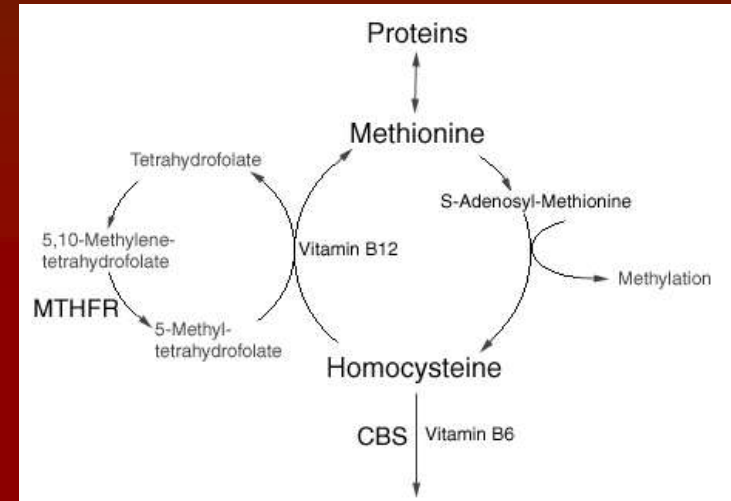 Proteins
Methionine
Tetrahydrofolate
S-Adenosyl-Methionine
5,10-Methylene-
tetrahydrofolate
Vitamin B12
Methylation
MTHFR
5-Methyl-
tetrahydrofolate
Homocysteine
CBS
Vitamin B6